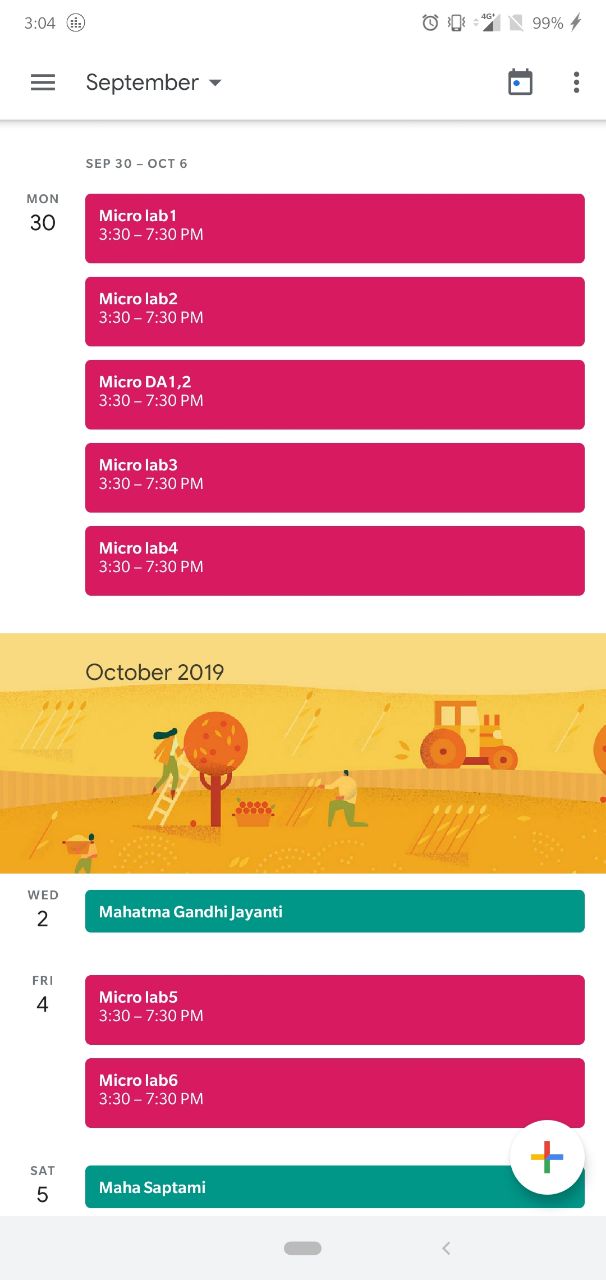 3:04
4G+
99%
September
SEP 30 – OCT 6
MON
30
Micro lab1
3:30 – 7:30 PM
Micro lab2
3:30 – 7:30 PM
Micro DA1,2
3:30 – 7:30 PM
Micro lab3
3:30 – 7:30 PM
Micro lab4
3:30 – 7:30 PM
October 2019
WED
2
Mahatma Gandhi Jayanti
FRI
4
Micro lab5
3:30 – 7:30 PM
Micro lab6
3:30 – 7:30 PM
SAT
5
Maha Saptami